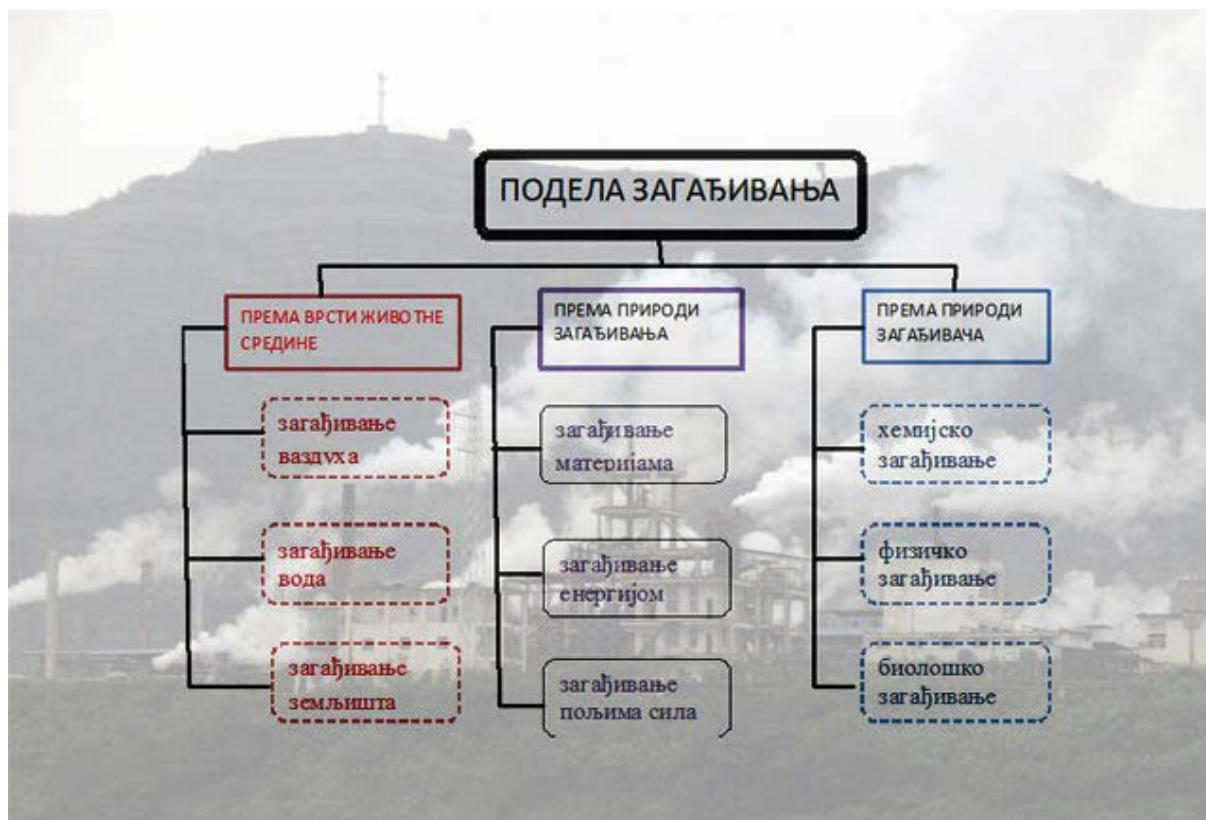 ПОДЕЛА ЗАГАЂИВАЊА
ПРЕМА ВРСТИ ЖИВОТНЕ
СРЕДИНЕ
загађивање
ваздуха
загађивање
вода
загађивање
земљишта
ПРЕМА ПРИРОДИ
ЗАГАЂИВАЊА
загађивање
материјама
загађивање
енергијом
загађивање
пољима сила
ПРЕМА ПРИРОДИ
ЗАГАЂИВАЧА
хемијско
загађивање
физичко
загађивање
биолошко
загађивање